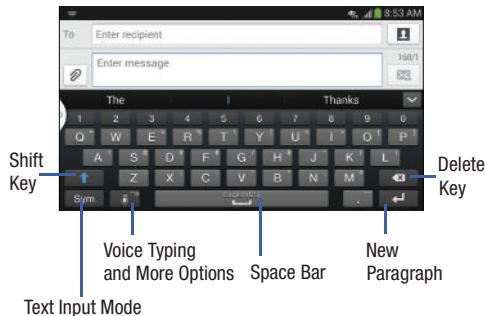 8:53 AM
To Enter recipient
Enter message 160/1
The I Thanks
1 2 3 4 5 6 7 8 9 0
Q W E R T Y U I O P
A S D F G H J K L
Z X C V B N M
Sym English(US) .
Shift
Key
Delete
Key
Voice Typing
and More Options
Space Bar
New
Paragraph
Text Input Mode